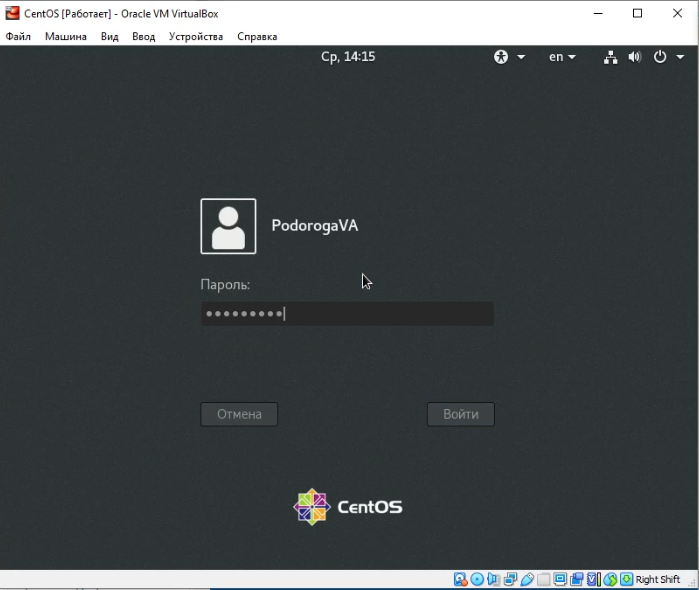 CentOS [Работает] - Oracle VM VirtualBox
Файл Машина Вид Ввод Устройства Справка
Ср, 14:15 en
PodorogaVA
Пароль:
Отмена Войти
CentOS
Right Shift